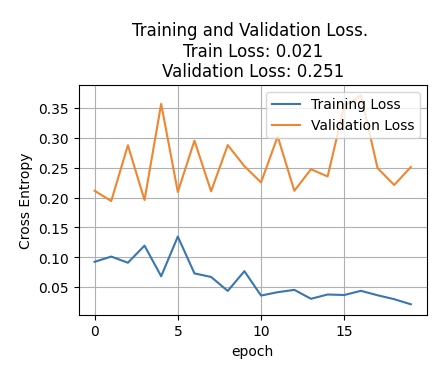 Training and Validation Loss.
Train Loss: 0.021
Validation Loss: 0.251
Training Loss
Validation Loss
0.35
0.30
0.25
0.20
0.15
0.10
0.05
Cross Entropy
0 5 10 15
epoch